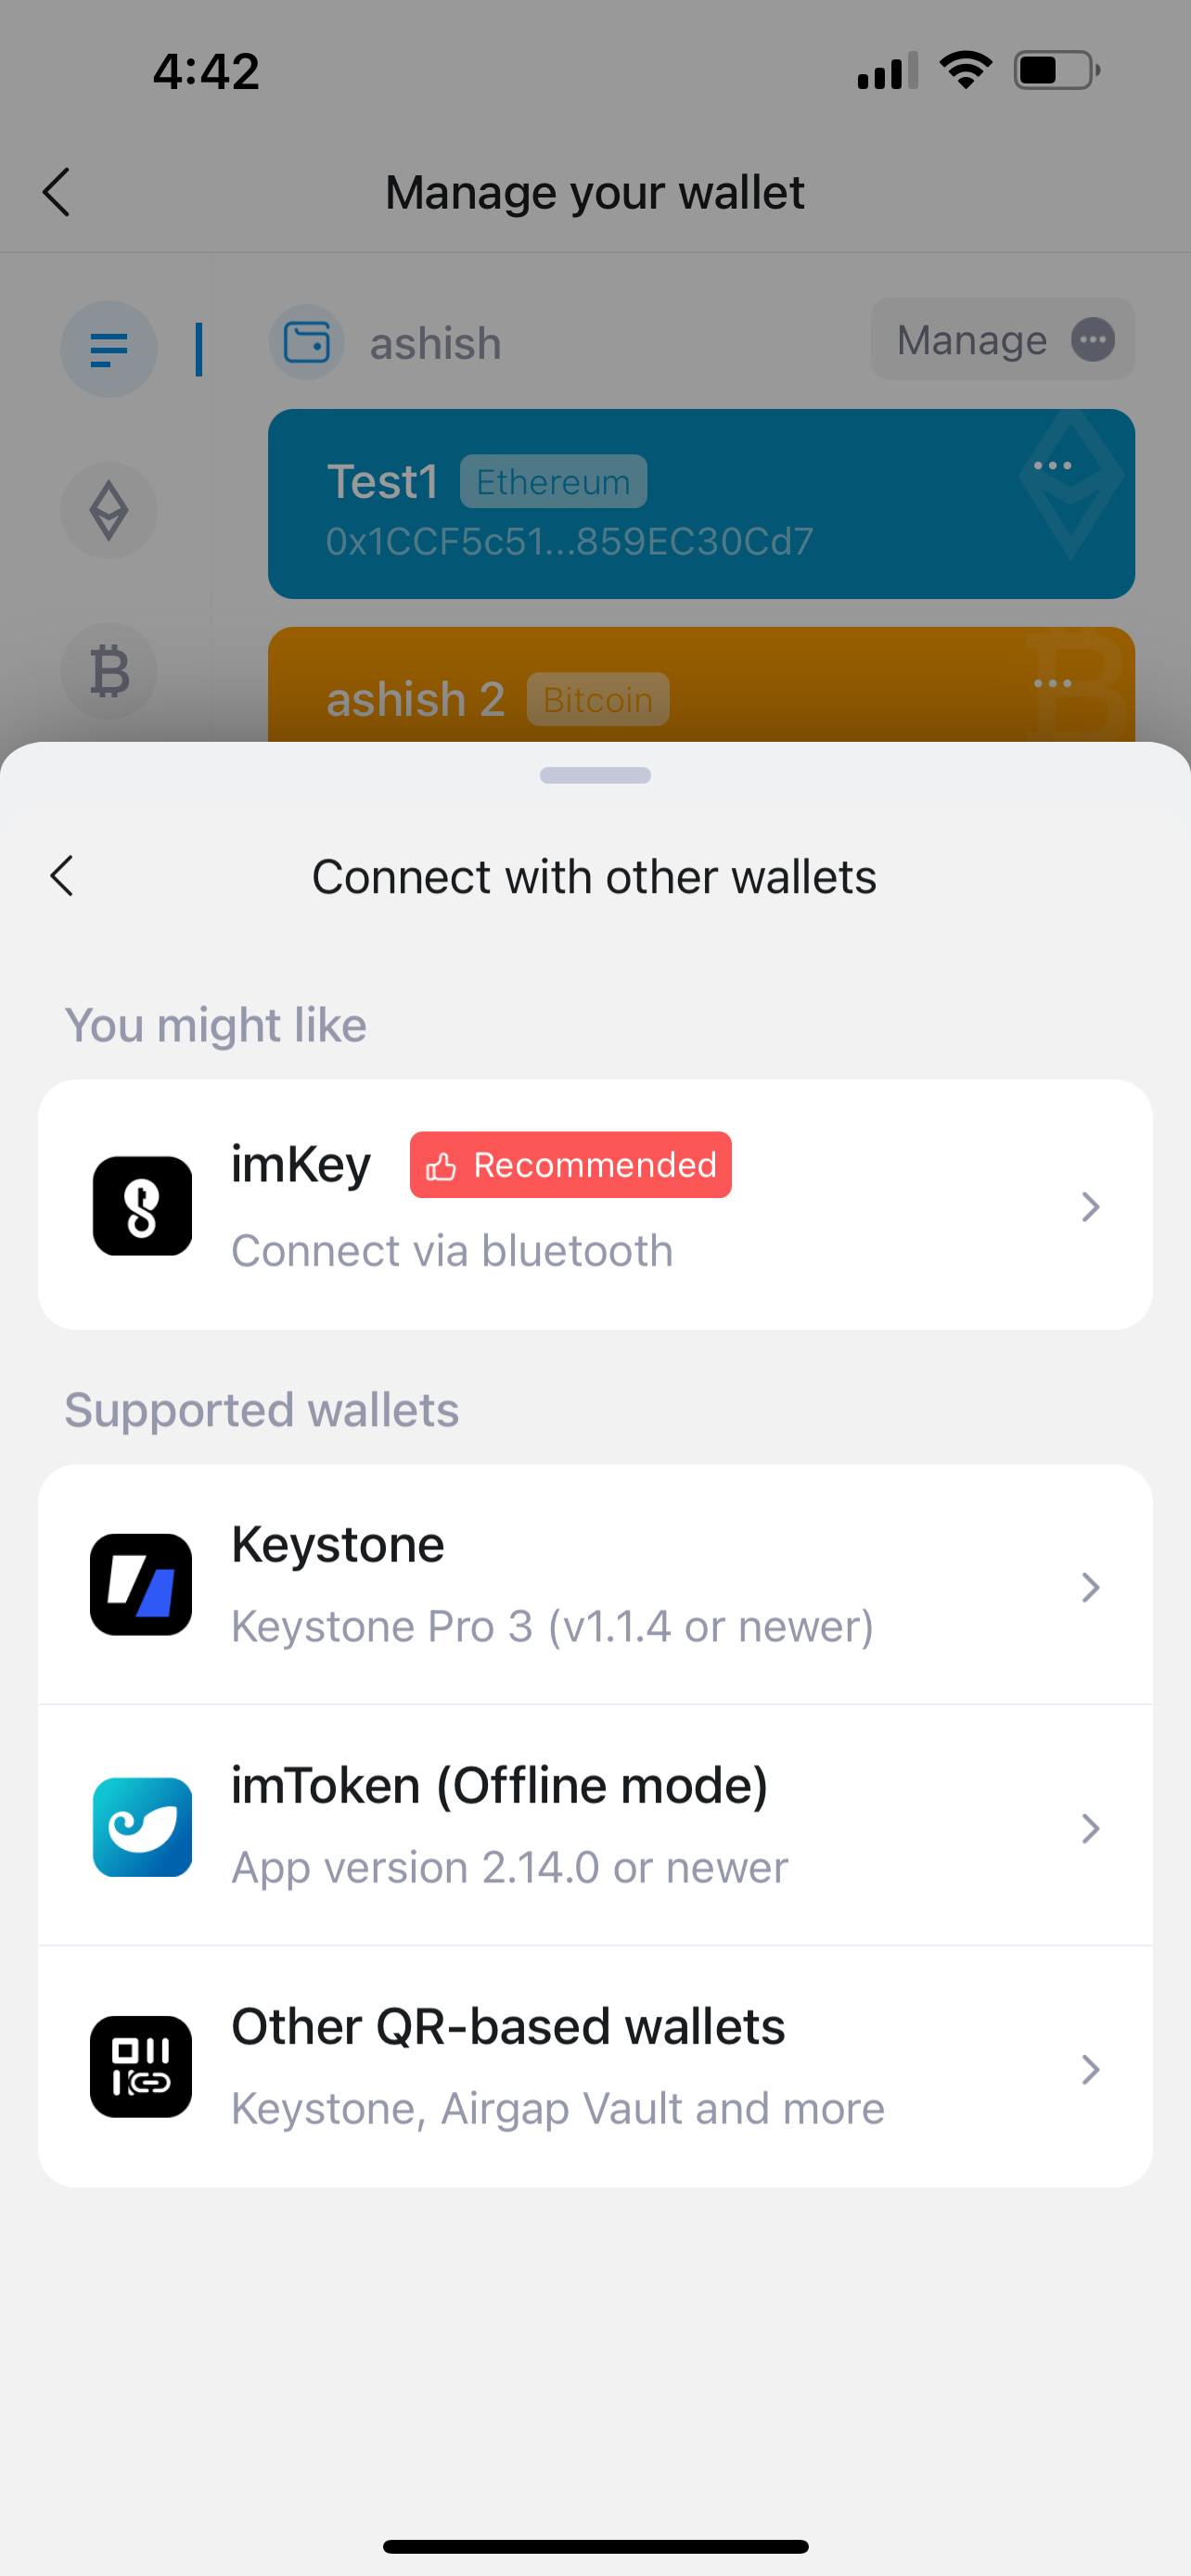 4:42
Manage your wallet
ashish
Manage
Test1 Ethereum
0x1CCF5c51...859EC30Cd7
ashish 2 Bitcoin
Connect with other wallets
You might like
imKey Recommended
Connect via bluetooth
Supported wallets
Keystone
Keystone Pro 3 (v1.1.4 or newer)
imToken (Offline mode)
App version 2.14.0 or newer
Other QR-based wallets
Keystone, Airgap Vault and more